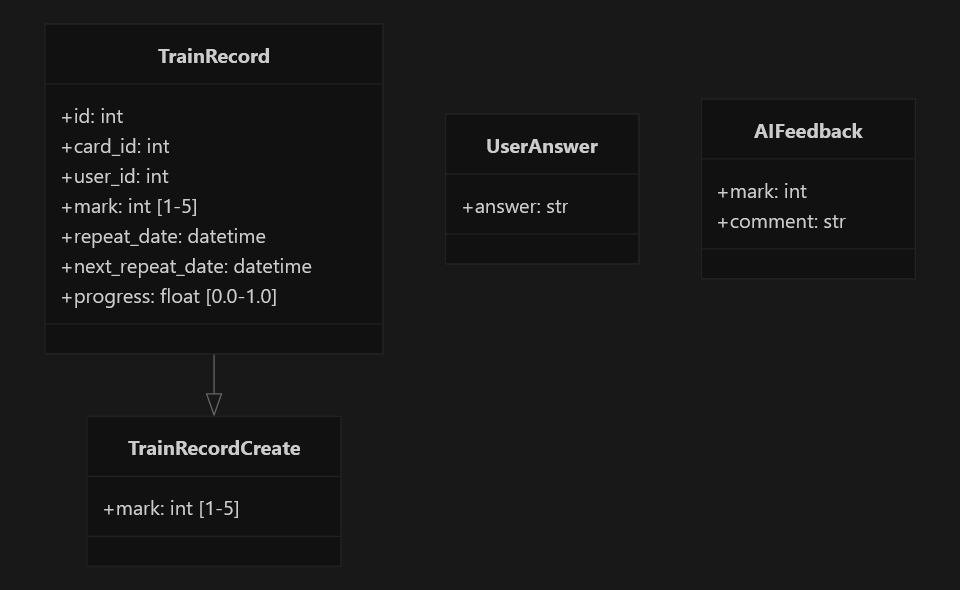 TrainRecord
+id: int
+card_id: int
+user_id: int
+mark: int [1-5]
+repeat_date: datetime
+next_repeat_date: datetime
+progress: float [0.0-1.0]
UserAnswer
+answer: str
AIFeedback
+mark: int
+comment: str
TrainRecordCreate
+mark: int [1-5]